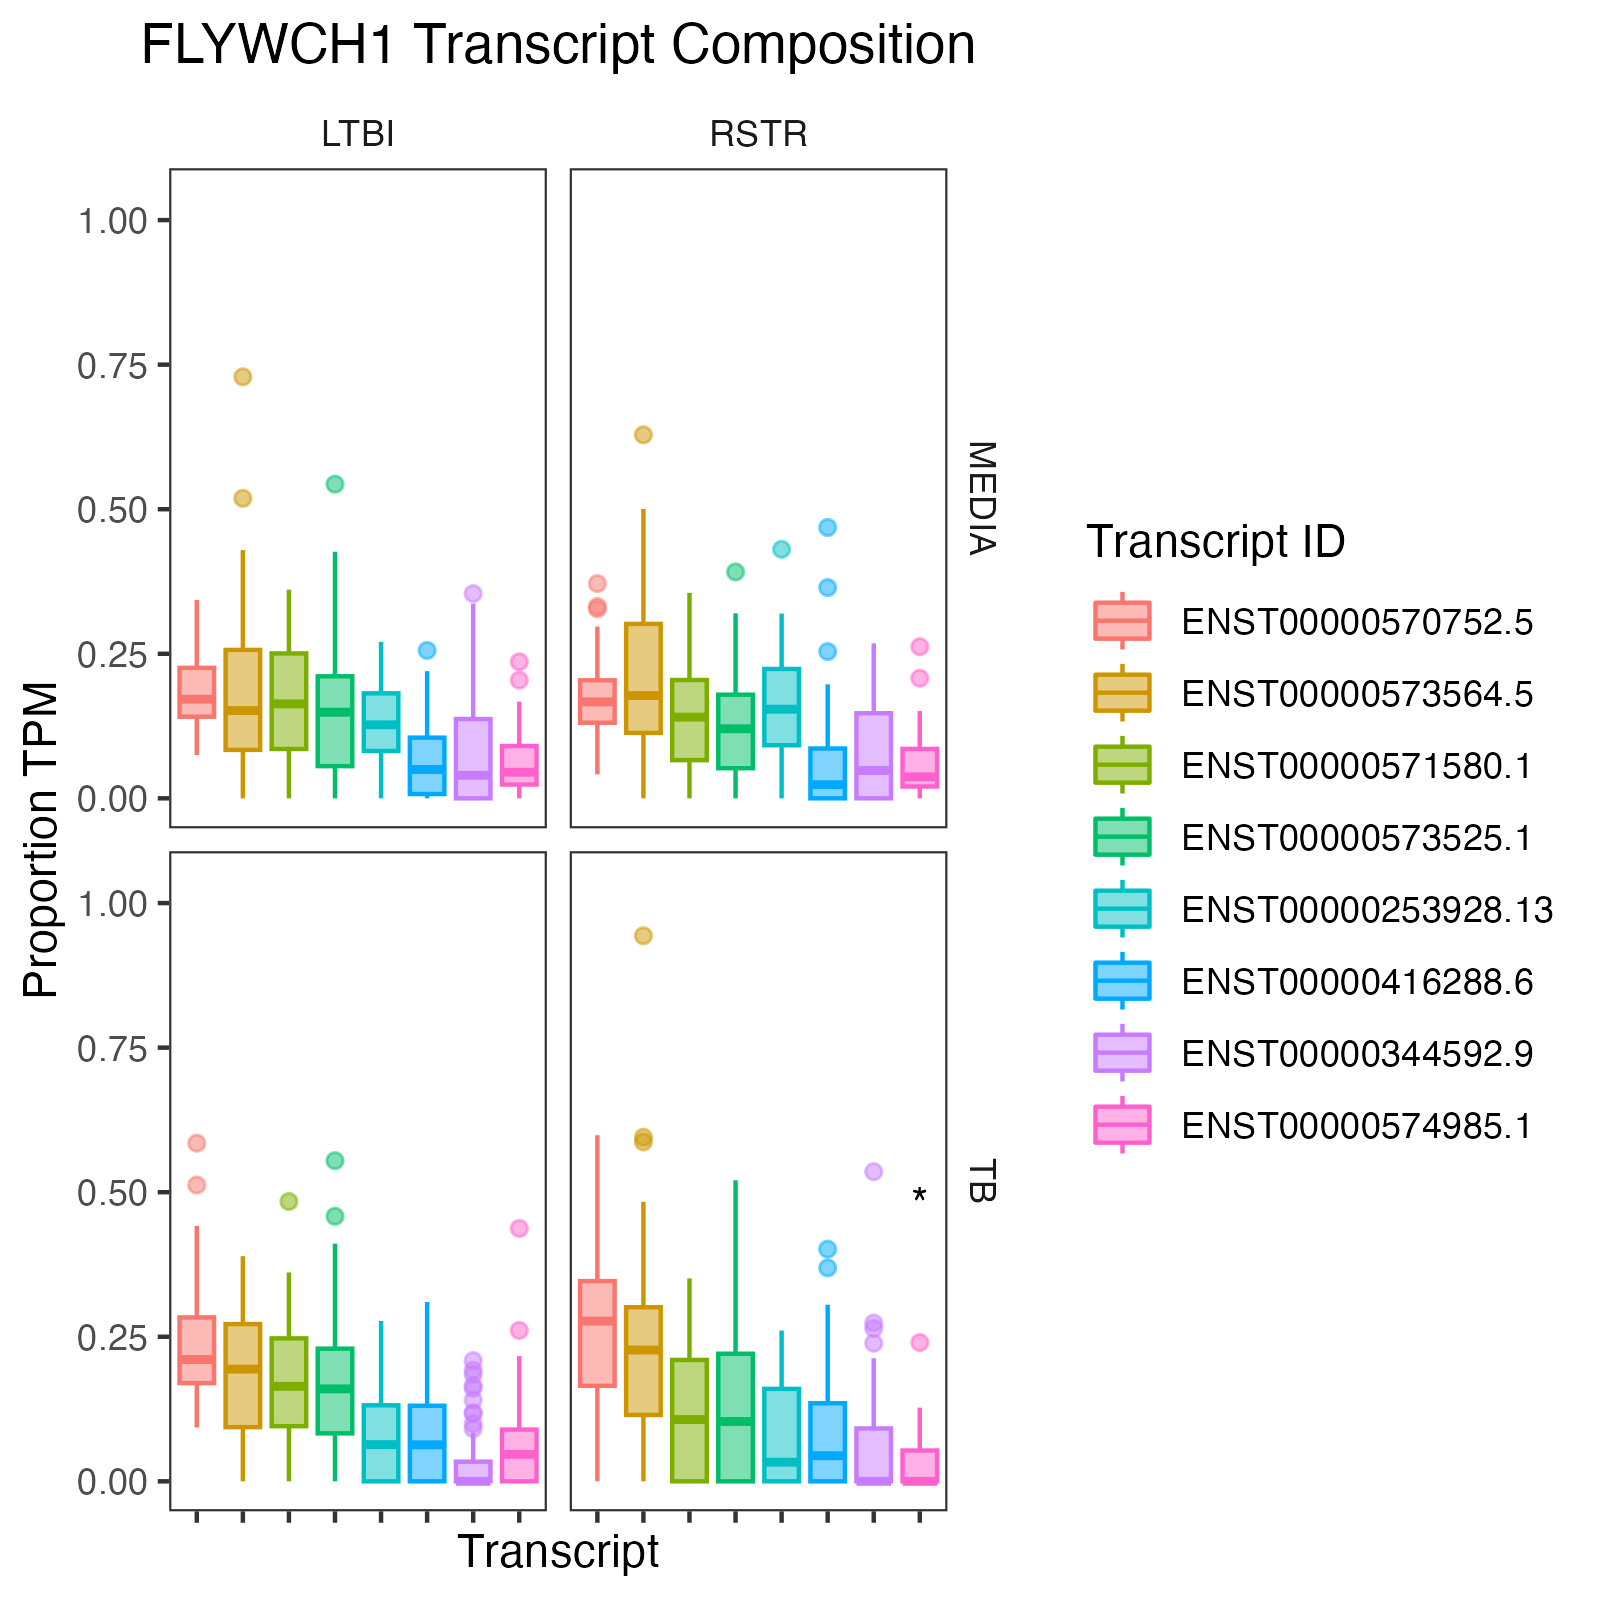 FLYWCH1 Transcript Composition
LTBI
RSTR
1.00
0.75
0.50
0.25
0.00
MEDIA
1.00
0.75
0.50
0.25
0.00
*
TB
Proportion TPM
Transcript
Transcript ID
ENST00000570752.5
ENST00000573564.5
ENST00000571580.1
ENST00000573525.1
ENST00000253928.13
ENST00000416288.6
ENST00000344592.9
ENST00000574985.1